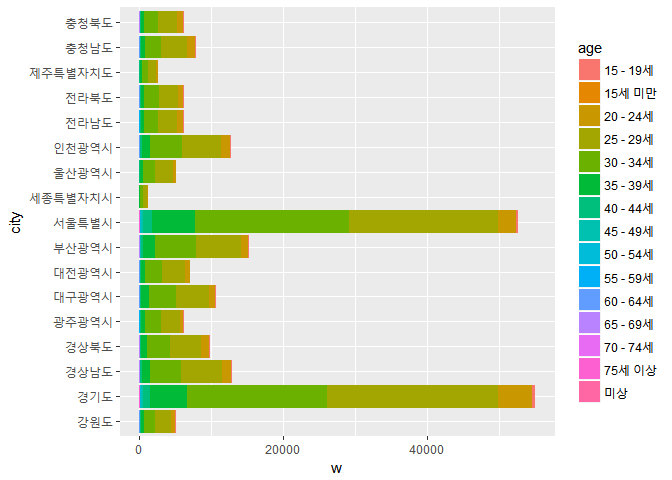 충청북도
충청남도
제주특별자치도
전라북도
전라남도
인천광역시
울산광역시
세종특별자치시
서울특별시
부산광역시
대전광역시
대구광역시
광주광역시
경상북도
경상남도
경기도
강원도
city
0
20000
40000
w
age
15 - 19세
15세 미만
20 - 24세
25 - 29세
30 - 34세
35 - 39세
40 - 44세
45 - 49세
50 - 54세
55 - 59세
60 - 64세
65 - 69세
70 - 74세
75세 이상
미상